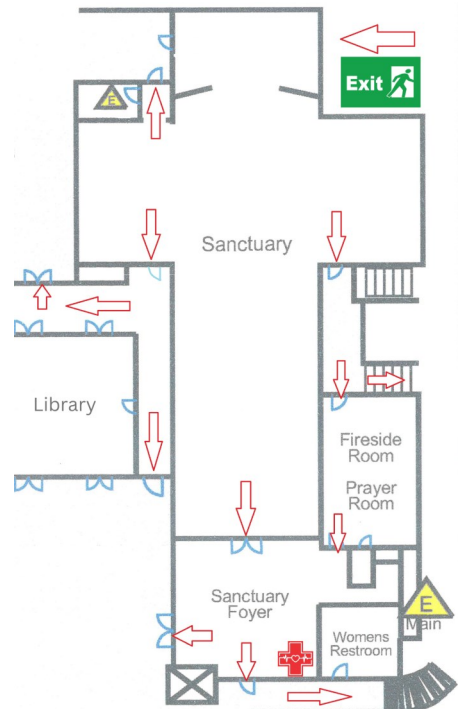 Exit
E
Sanctuary
Library
Fireside
Room
Prayer
Room
Sanctuary
Foyer
E
Main
Womens
Restroom